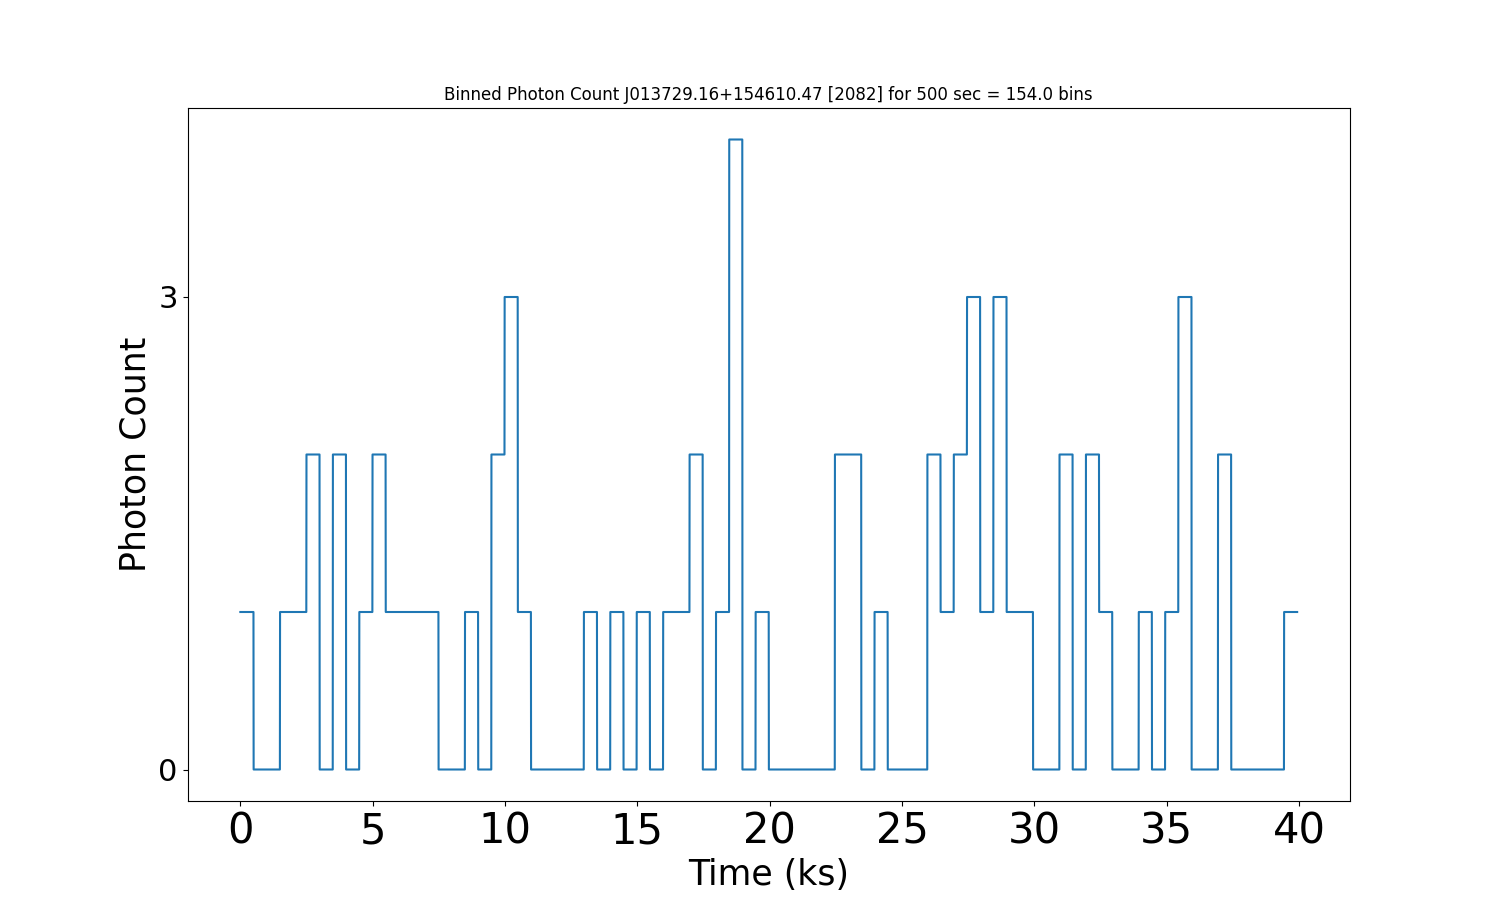 Binned Photon Count J013729.16+154610.47 [2082] for 500 sec = 154.0 bins
3
0
Photon Count
0 5 10 15 20 25 30 35 40
Time (ks)